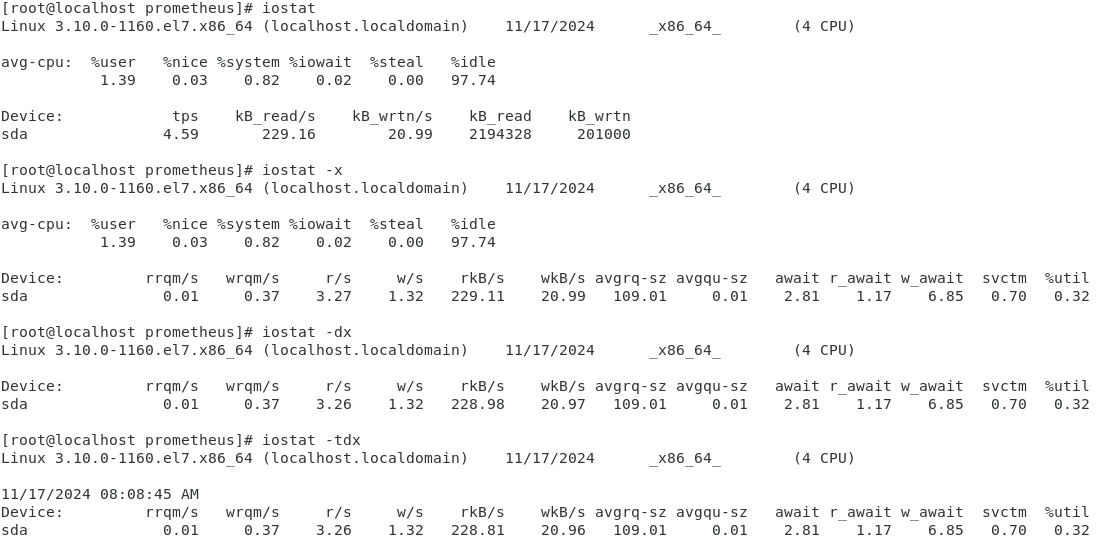 [root@localhost prometheus]# iostat
Linux 3.10.0-1160.el7.x86_64 (localhost.localdomain)    11/17/2024      _x86_64_        (4 CPU)

avg-cpu:  %user   %nice %system %iowait  %steal   %idle
           1.39    0.03    0.82    0.02    0.00   97.74

Device:            tps    kB_read/s    kB_wrtn/s    kB_read    kB_wrtn
sda               4.59       229.16        20.99    2194328     201000

[root@localhost prometheus]# iostat -x
Linux 3.10.0-1160.el7.x86_64 (localhost.localdomain)    11/17/2024      _x86_64_        (4 CPU)

avg-cpu:  %user   %nice %system %iowait  %steal   %idle
           1.39    0.03    0.82    0.02    0.00   97.74

Device:         rrqm/s   wrqm/s     r/s     w/s    rkB/s    wkB/s avgrq-sz avgqu-sz   await r_await w_await  svctm  %util
sda               0.01     0.37    3.27    1.32   229.11    20.99   109.01     0.01    2.81    1.17    6.85   0.70   0.32

[root@localhost prometheus]# iostat -dx
Linux 3.10.0-1160.el7.x86_64 (localhost.localdomain)    11/17/2024      _x86_64_        (4 CPU)

Device:         rrqm/s   wrqm/s     r/s     w/s    rkB/s    wkB/s avgrq-sz avgqu-sz   await r_await w_await  svctm  %util
sda               0.01     0.37    3.26    1.32   228.98    20.97   109.01     0.01    2.81    1.17    6.85   0.70   0.32

[root@localhost prometheus]# iostat -tdx
Linux 3.10.0-1160.el7.x86_64 (localhost.localdomain)    11/17/2024      _x86_64_        (4 CPU)

11/17/2024 08:08:45 AM
Device:         rrqm/s   wrqm/s     r/s     w/s    rkB/s    wkB/s avgrq-sz avgqu-sz   await r_await w_await  svctm  %util
sda               0.01     0.37    3.26    1.32   228.81    20.96   109.01     0.01    2.81    1.17    6.85   0.70   0.32